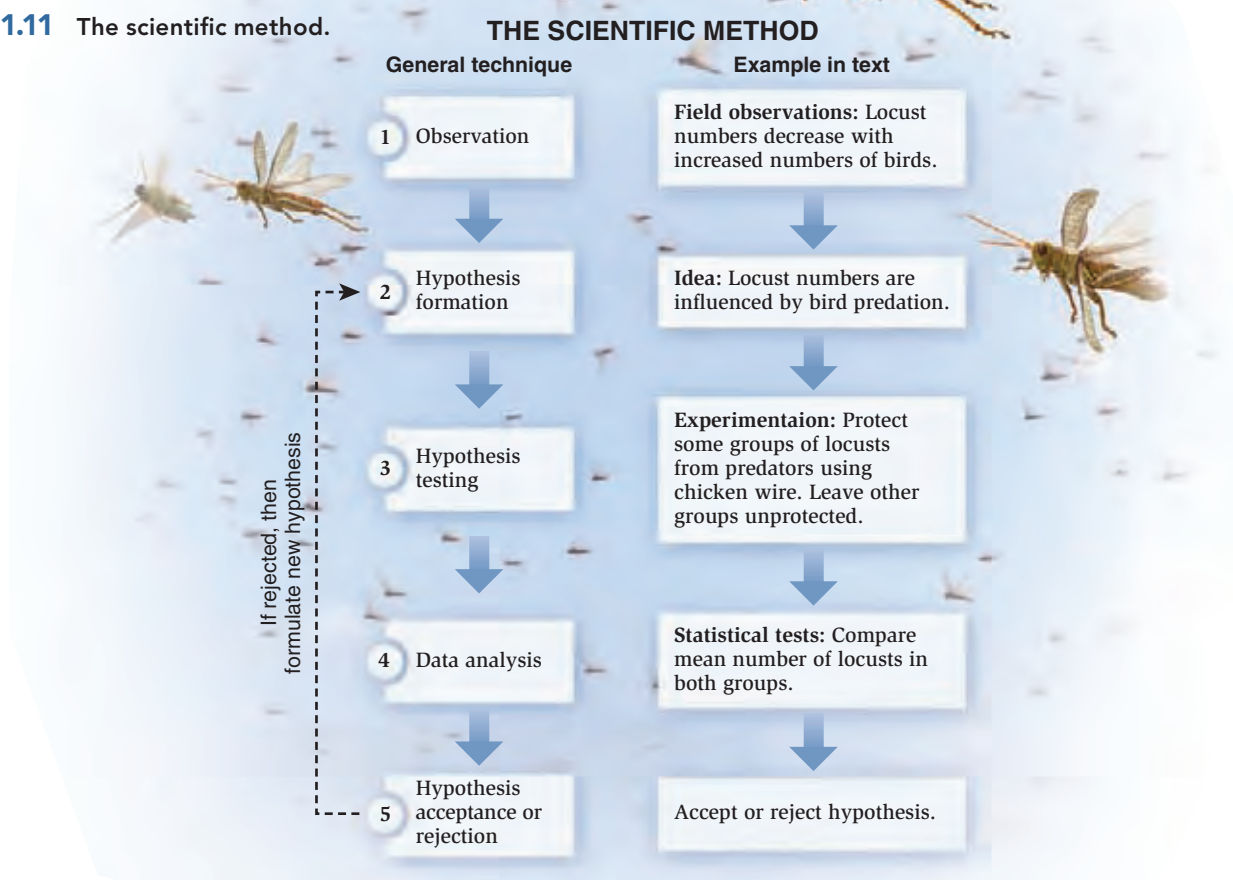 1.11 The scientific method.
THE SCIENTIFIC METHOD
General technique
Example in text
1 Observation
Field observations: Locust
numbers decrease with
increased numbers of birds.
2 Hypothesis
formation
Idea: Locust numbers are
influenced by bird predation.
3 Hypothesis
testing
Experimentaion: Protect
some groups of locusts
from predators using
chicken wire. Leave other
groups unprotected.
4 Data analysis
Statistical tests: Compare
mean number of locusts in
both groups.
5 Hypothesis
acceptance or
rejection
Accept or reject hypothesis.
If rejected, then
formulate new hypothesis